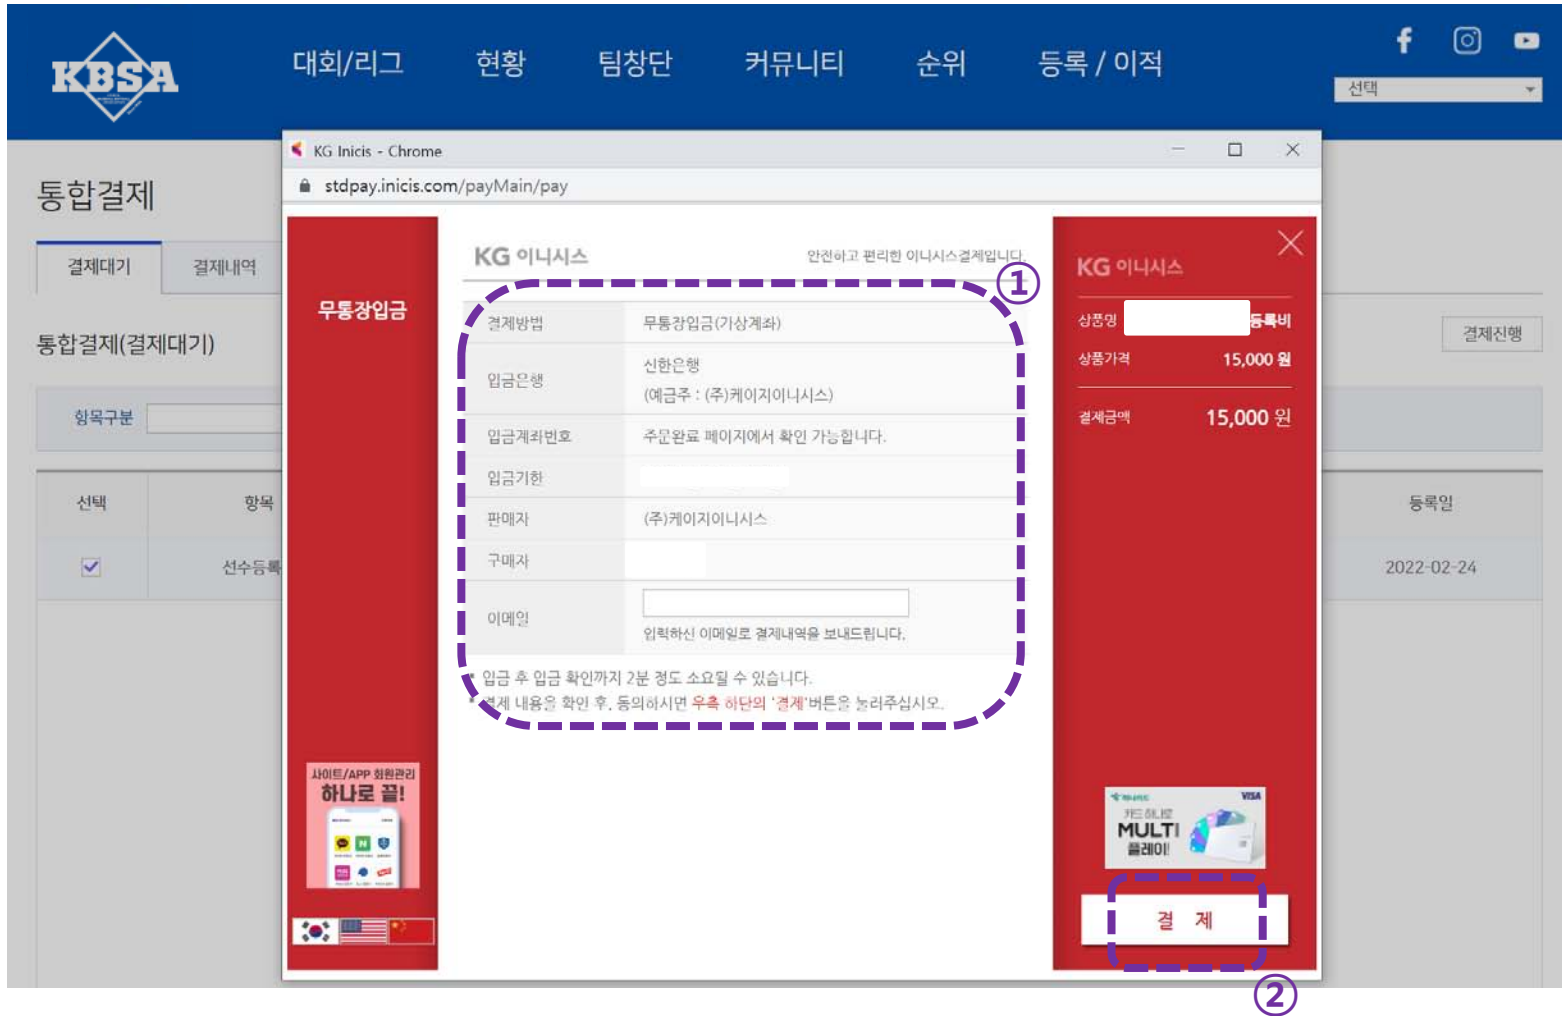 KBSA
대회/리그 현황 팀창단 커뮤니티 순위 등록 / 이적
선택
통합결제
결제대기 결제내역
통합결제(결제대기)
결제진행
항목구분
선택 항목 등록일
선수등록 2022-02-24
KG Inicis - Chrome
stdpay.inicis.com/payMain/pay
무통장입금
KG 이니시스 안전하고 편리한 이니시스결제입니다.
①
결제방법 무통장입금(가상계좌)
입금은행 신한은행
(예금주 : (주)케이지이니시스)
입금계좌번호 주문완료 페이지에서 확인 가능합니다.
입금기한
판매자 (주)케이지이니시스
구매자
이메일
입력하신 이메일로 결제내역을 보내드립니다.
* 입금 후 입금 확인까지 2분 정도 소요될 수 있습니다.
* 결제 내용을 확인 후, 동의하시면 우측 하단의 '결제'버튼을 눌러주십시오.
KG 이니시스
상품명 등록비
상품가격 15,000 원
결제금액 15,000 원
사이트/APP 회원관리
하나로 끝!
하나카드 VISA
카드 하나로
MULTI
플레이!
결 제
②